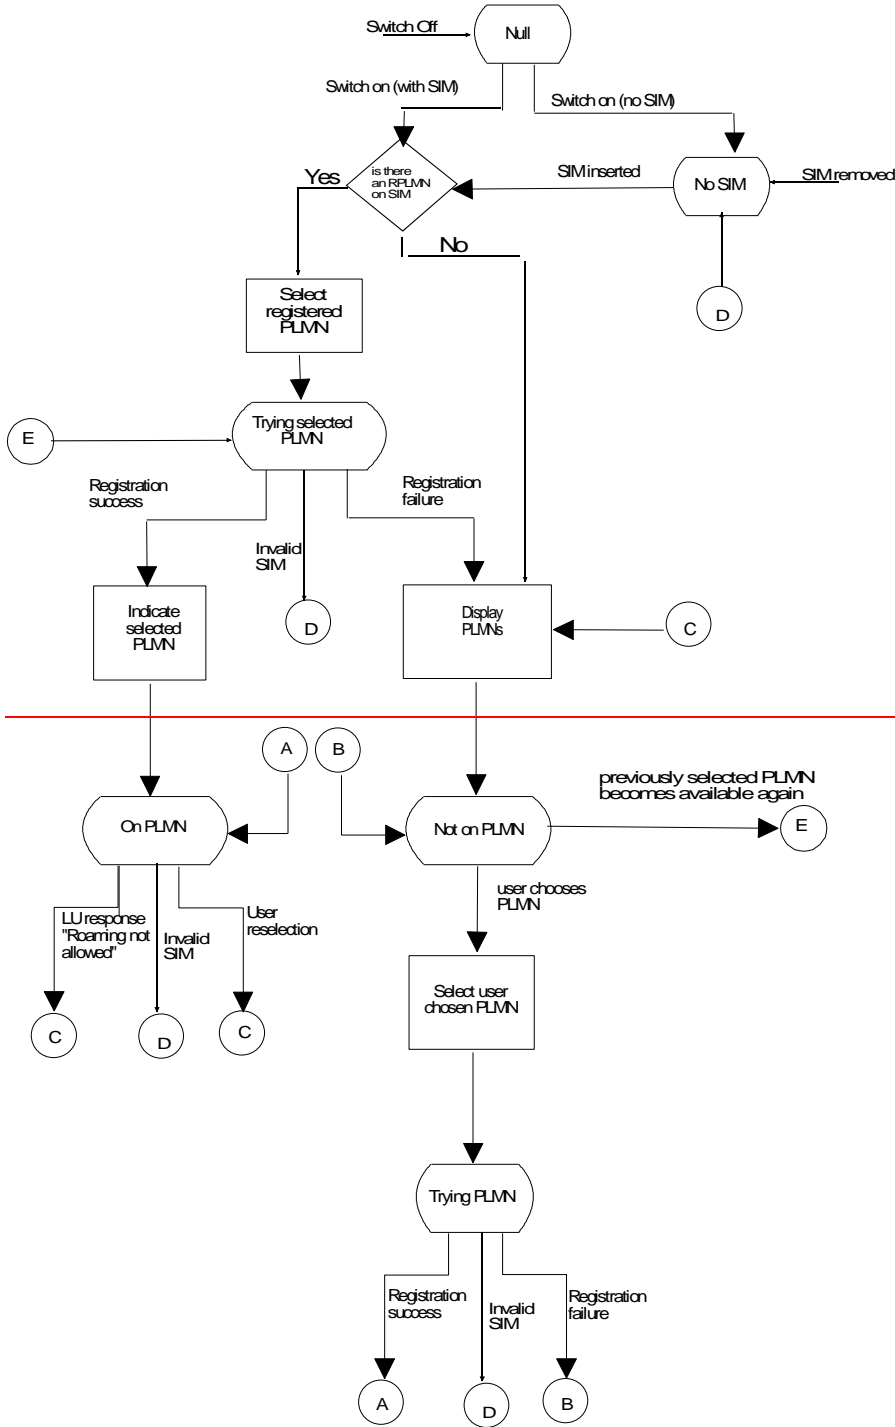 Switch Off
Null
Switch on (with SIM)
Switch on (no SIM)
is there
an RPLMN
on SIM
Yes
SIM inserted
No SIM
SIM removed
No
D
Select
registered
PLMN
Trying selected
PLMN
E
Registration
success
Registration
failure
Invalid
SIM
Indicate
selected
PLMN
D
Display
PLMNs
C
A
B
previously selected PLMN
becomes available again
On PLMN
Not on PLMN
E
LU response
"Roaming not
allowed"
Invalid
SIM
User
reselection
user chooses
PLMN
C
D
C
Select user
chosen PLMN
Trying PLMN
Registration
success
Invalid
SIM
Registration
failure
A
D
B